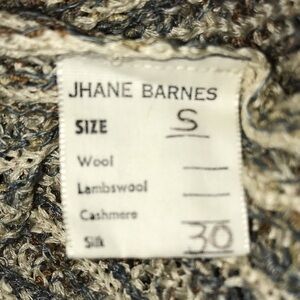 JHANE BARNES
SIZE S
Wool
Lambswool
Cashmere
Silk 30